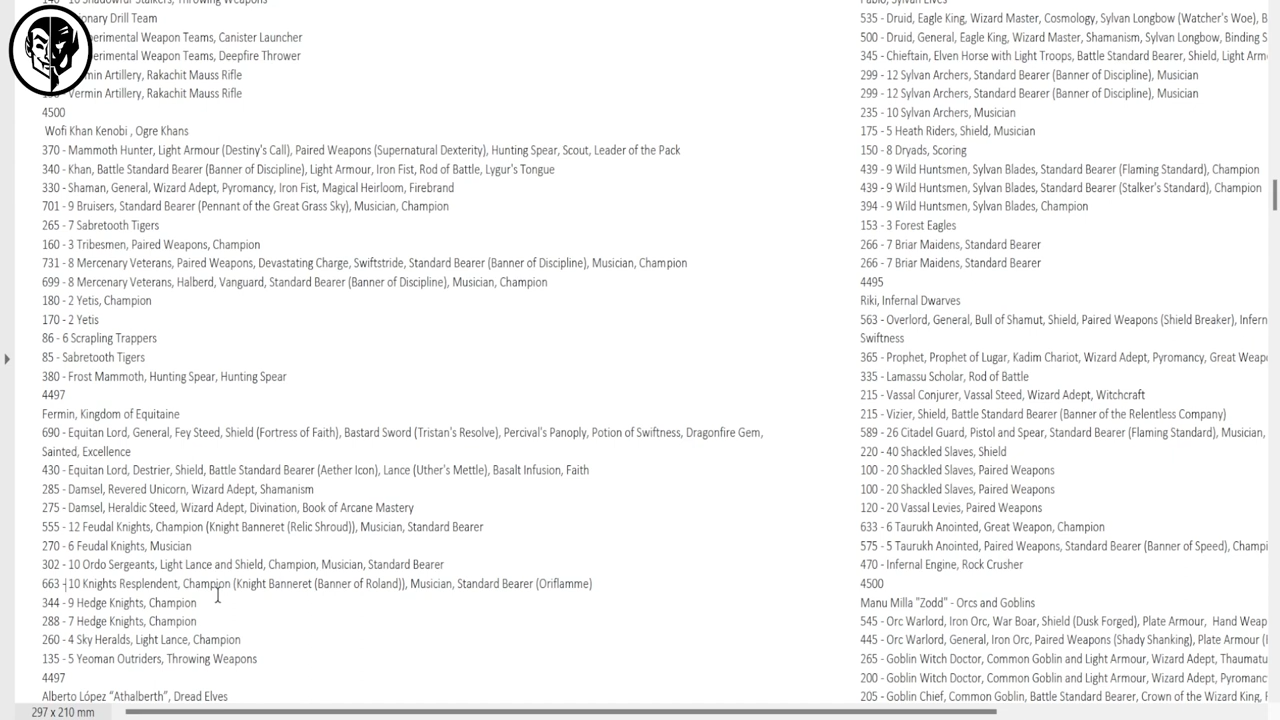 10 Shadowful Stalkers, Throwing Weapons
ionary Drill Team
erimental Weapon Teams, Canister Launcher
erimental Weapon Teams, Deepfire Thrower
min Artillery, Rakachit Mauss Rifle
Vermin Artillery, Rakachit Mauss Rifle
4500
Wofi Khan Kenobi , Ogre Khans
370 - Mammoth Hunter, Light Armour (Destiny's Call), Paired Weapons (Supernatural Dexterity), Hunting Spear, Scout, Leader of the Pack
340 - Khan, Battle Standard Bearer (Banner of Discipline), Light Armour, Iron Fist, Rod of Battle, Lygur's Tongue
330 - Shaman, General, Wizard Adept, Pyromancy, Iron Fist, Magical Heirloom, Firebrand
701 - 9 Bruisers, Standard Bearer (Pennant of the Great Grass Sky), Musician, Champion
265 - 7 Sabretooth Tigers
160 - 3 Tribesmen, Paired Weapons, Champion
731 - 8 Mercenary Veterans, Paired Weapons, Devastating Charge, Swiftstride, Standard Bearer (Banner of Discipline), Musician, Champion
699 - 8 Mercenary Veterans, Halberd, Vanguard, Standard Bearer (Banner of Discipline), Musician, Champion
180 - 2 Yetis, Champion
170 - 2 Yetis
86 - 6 Scrapling Trappers
85 - Sabretooth Tigers
380 - Frost Mammoth, Hunting Spear, Hunting Spear
4497
Fermin, Kingdom of Equitaine
690 - Equitan Lord, General, Fey Steed, Shield (Fortress of Faith), Bastard Sword (Tristan's Resolve), Percival's Panoply, Potion of Swiftness, Dragonfire Gem,
Sainted, Excellence
430 - Equitan Lord, Destrier, Shield, Battle Standard Bearer (Aether Icon), Lance (Uther's Mettle), Basalt Infusion, Faith
285 - Damsel, Revered Unicorn, Wizard Adept, Shamanism
275 - Damsel, Heraldic Steed, Wizard Adept, Divination, Book of Arcane Mastery
555 - 12 Feudal Knights, Champion (Knight Banneret (Relic Shroud)), Musician, Standard Bearer
270 - 6 Feudal Knights, Musician
302 - 10 Ordo Sergeants, Light Lance and Shield, Champion, Musician, Standard Bearer
663 - 10 Knights Resplendent, Champion (Knight Banneret (Banner of Roland)), Musician, Standard Bearer (Oriflamme)
344 - 9 Hedge Knights, Champion
288 - 7 Hedge Knights, Champion
260 - 4 Sky Heralds, Light Lance, Champion
135 - 5 Yeoman Outriders, Throwing Weapons
4497
Alberto López “Athalberth”, Dread Elves
297 x 210 mm
Pablo, Sylvan Elves
535 - Druid, Eagle King, Wizard Master, Cosmology, Sylvan Longbow (Watcher's Woe), B
500 - Druid, General, Eagle King, Wizard Master, Shamanism, Sylvan Longbow, Binding S
345 - Chieftain, Elven Horse with Light Troops, Battle Standard Bearer, Shield, Light Arm
299 - 12 Sylvan Archers, Standard Bearer (Banner of Discipline), Musician
299 - 12 Sylvan Archers, Standard Bearer (Banner of Discipline), Musician
235 - 10 Sylvan Archers, Musician
175 - 5 Heath Riders, Shield, Musician
150 - 8 Dryads, Scoring
439 - 9 Wild Huntsmen, Sylvan Blades, Standard Bearer (Flaming Standard), Champion
439 - 9 Wild Huntsmen, Sylvan Blades, Standard Bearer (Stalker's Standard), Champion
394 - 9 Wild Huntsmen, Sylvan Blades, Champion
153 - 3 Forest Eagles
266 - 7 Briar Maidens, Standard Bearer
266 - 7 Briar Maidens, Standard Bearer
4495
Riki, Infernal Dwarves
563 - Overlord, General, Bull of Shamut, Shield, Paired Weapons (Shield Breaker), Infern
Swiftness
365 - Prophet, Prophet of Lugar, Kadim Chariot, Wizard Adept, Pyromancy, Great Weap
335 - Lamassu Scholar, Rod of Battle
215 - Vassal Conjurer, Vassal Steed, Wizard Adept, Witchcraft
215 - Vizier, Shield, Battle Standard Bearer (Banner of the Relentless Company)
589 - 26 Citadel Guard, Pistol and Spear, Standard Bearer (Flaming Standard), Musician,
220 - 40 Shackled Slaves, Shield
100 - 20 Shackled Slaves, Paired Weapons
100 - 20 Shackled Slaves, Paired Weapons
120 - 20 Vassal Levies, Paired Weapons
633 - 6 Taurukh Anointed, Great Weapon, Champion
575 - 5 Taurukh Anointed, Paired Weapons, Standard Bearer (Banner of Speed), Champi
470 - Infernal Engine, Rock Crusher
4500
Manu Milla "Zodd" - Orcs and Goblins
545 - Orc Warlord, Iron Orc, War Boar, Shield (Dusk Forged), Plate Armour, Hand Weap
445 - Orc Warlord, General, Iron Orc, Paired Weapons (Shady Shanking), Plate Armour (I
265 - Goblin Witch Doctor, Common Goblin and Light Armour, Wizard Adept, Thaumatu
200 - Goblin Witch Doctor, Common Goblin and Light Armour, Wizard Adept, Pyromanc
205 - Goblin Chief, Common Goblin, Battle Standard Bearer, Crown of the Wizard King,